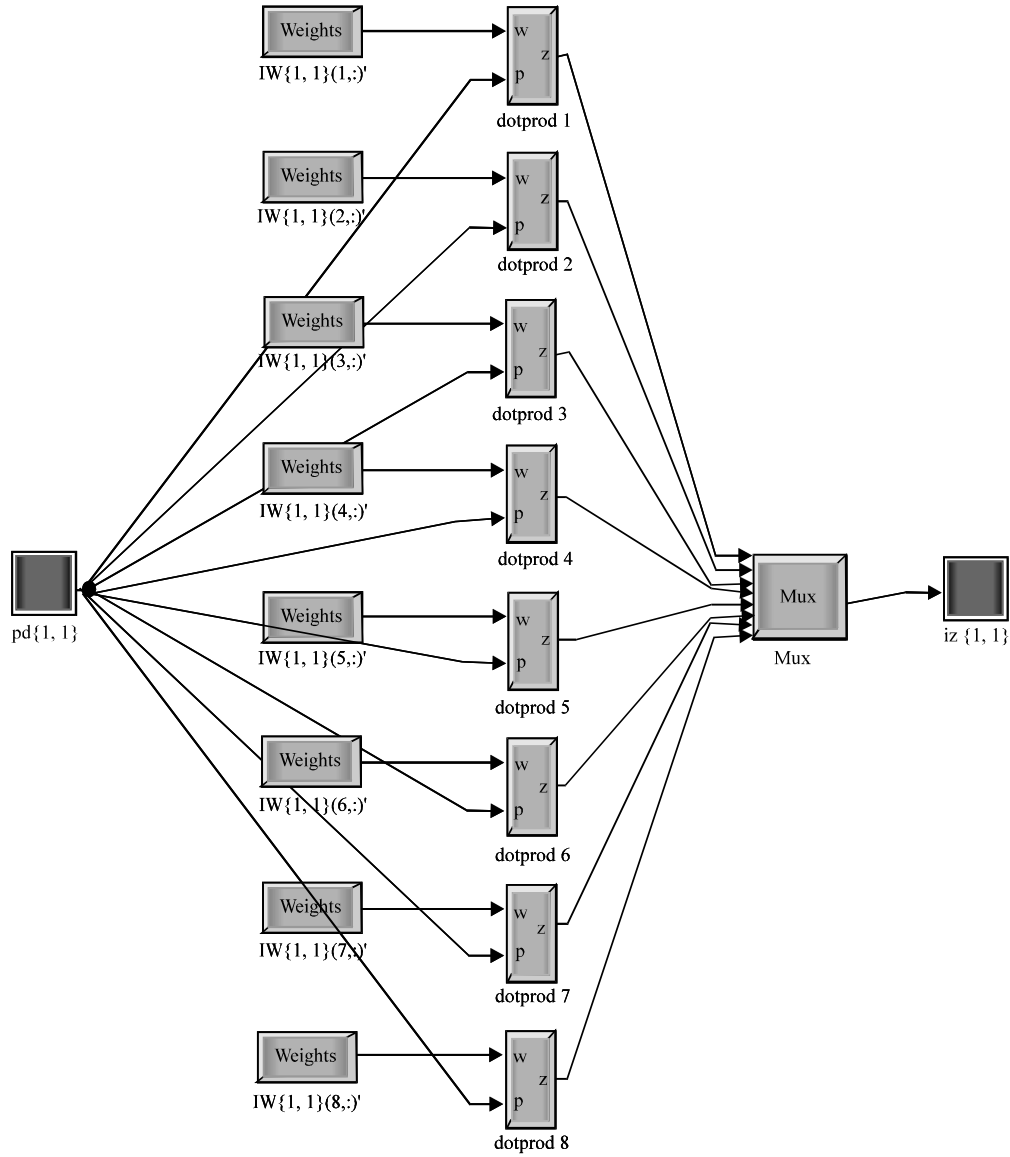 Weights
IW{1, 1}(1,:)'
w
z
p
dotprod 1
Weights
IW{1, 1}(2,:)'
w
z
p
dotprod 2
Weights
IW{1, 1}(3,:)'
w
z
p
dotprod 3
Weights
IW{1, 1}(4,:)'
w
z
p
dotprod 4
pd{1, 1}
Weights
IW{1, 1}(5,:)'
w
z
p
dotprod 5
Mux
Mux
iz {1, 1}
Weights
IW{1, 1}(6,:)'
w
z
p
dotprod 6
Weights
IW{1, 1}(7,:)'
w
z
p
dotprod 7
Weights
IW{1, 1}(8,:)'
w
z
p
dotprod 8